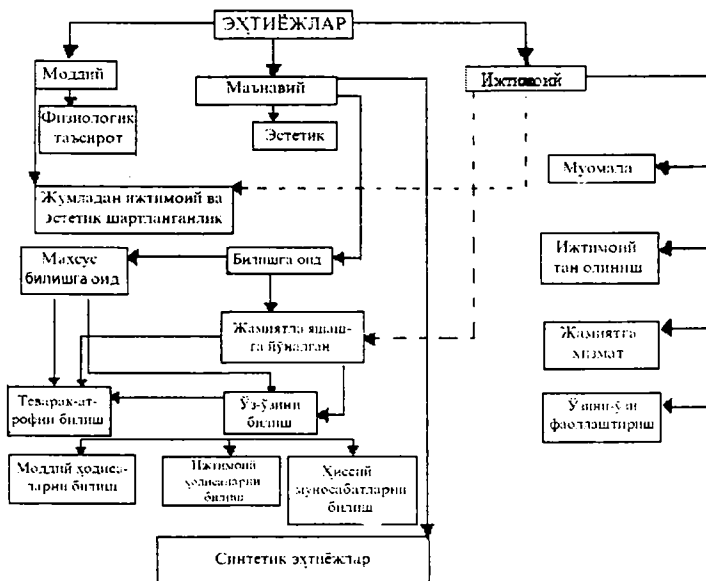 ЭҲТИЁЖЛАР
Моддий
Маънавий
Ижтимоий
Физиологик
таъсирот
Эстетик
Муомала
Жумладан ижтимоий ва
эстетик шартланганлик
Махсус
билишга оид
Билишга оид
Ижтимоий
тан олиниш
Жамиятла яшаш-
га йўналган
Жамиятга
хизмат
Теварак-ат-
рофни билиш
Ўз-ўзини
билиш
Ўзини-ўзи
фаоллаштириш
Моддий ҳодиса-
ларни билиш
Ижтимоий
ҳодисаларни
билиш
Ҳиссий
муносабатларни
билиш
Синтетик эҳтиёжлар